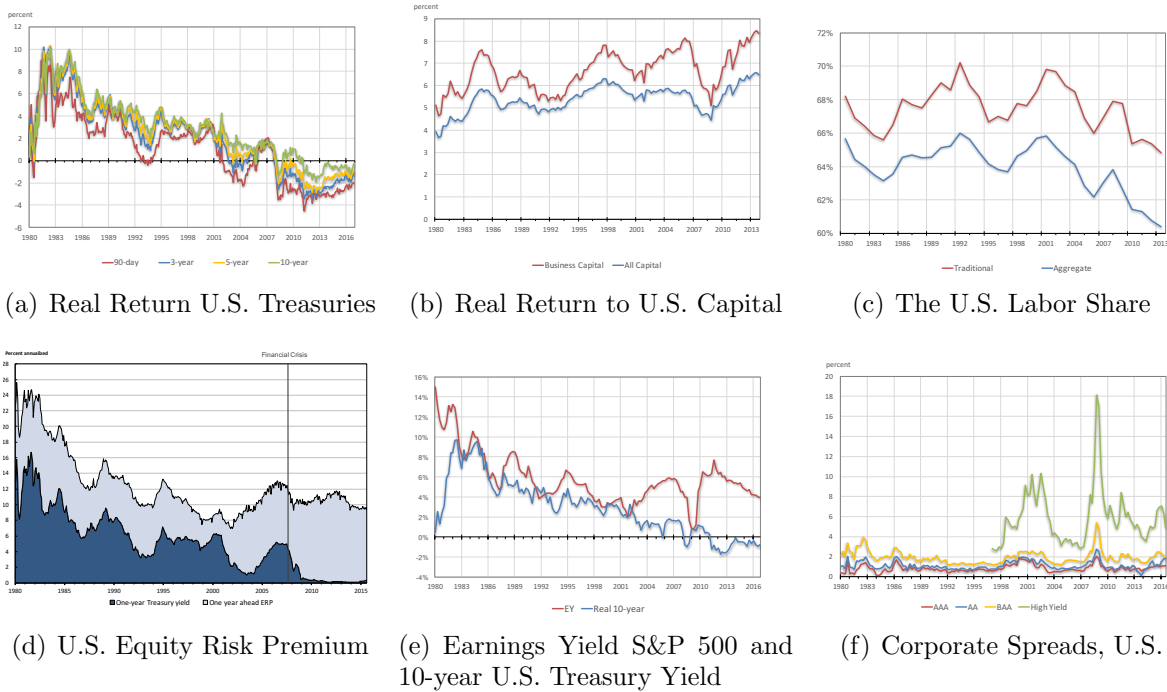 percent
12
10
8
6
4
2
0
-2
-4
-6
1980 1983 1986 1989 1992 1995 1998 2001 2004 2007 2010 2013 2016
90-day 3-year 5-year 10-year
(a) Real Return U.S. Treasuries
percent
9
8
7
6
5
4
3
2
1
0
1980 1983 1986 1989 1992 1995 1998 2001 2004 2007 2010 2013
Business Capital All Capital
(b) Real Return to U.S. Capital
72%
70%
68%
66%
64%
62%
60%
1980 1983 1986 1989 1992 1995 1998 2001 2004 2007 2010 2013
Traditional Aggregate
(c) The U.S. Labor Share
Percent annualized
Financial Crisis
28
26
24
22
20
18
16
14
12
10
8
6
4
2
0
1980 1985 1990 1995 2000 2005 2010 2015
One-year Treasury yield One year ahead ERP
(d) U.S. Equity Risk Premium
16%
14%
12%
10%
8%
6%
4%
2%
0%
-2%
-4%
1980 1983 1986 1989 1992 1995 1998 2001 2004 2007 2010 2013 2016
EY Real 10-year
(e) Earnings Yield S&P 500 and
10-year U.S. Treasury Yield
percent
20
18
16
14
12
10
8
6
4
2
0
1980 1983 1986 1989 1992 1995 1998 2001 2004 2007 2010 2013 2016
AAA AA BAA High Yield
(f) Corporate Spreads, U.S.